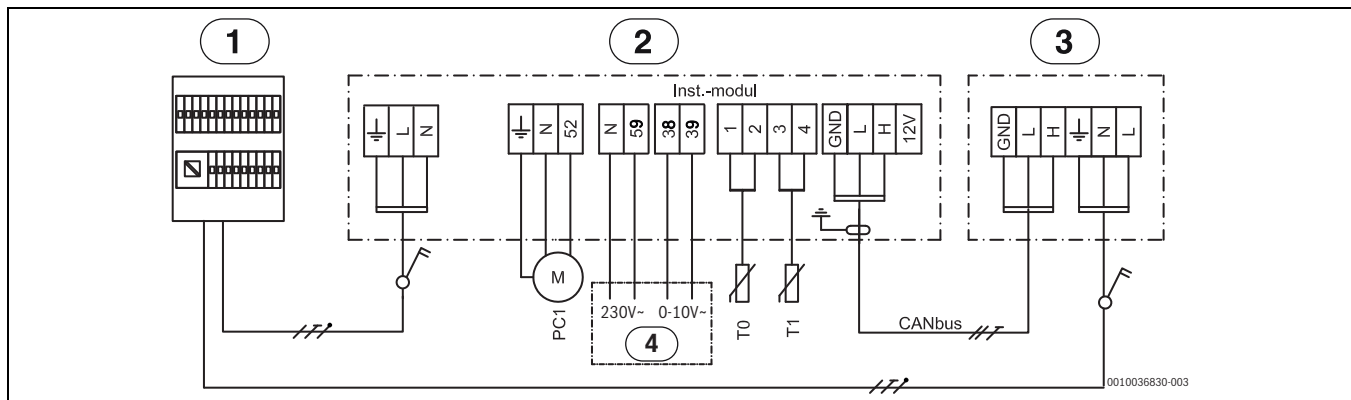 1
2
3
Inst.-modul
L
N
N
52
N
59
38
39
1
2
3
4
GND
L
H
12V
GND
L
H
N
L
M
PC1
230V~
0-10V~
4
T0
T1
CANbus
0010036830-003